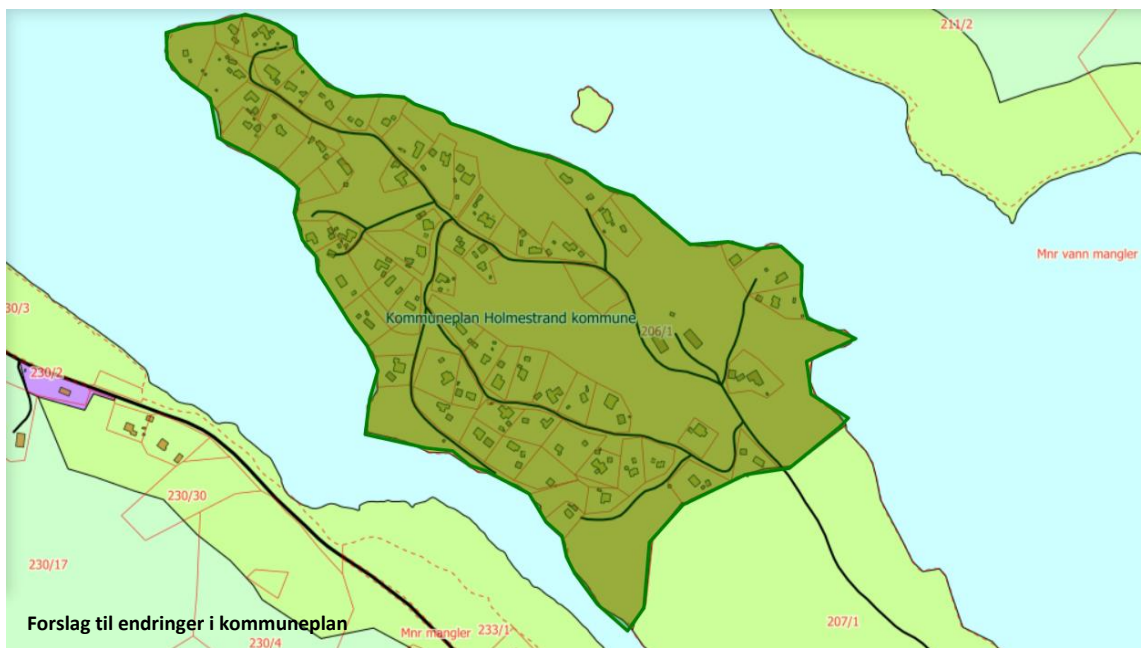 211/2
Mnr vann mangler
30/3
Kommuneplan Holmestrand kommune
206/1
230/2
230/30
230/17
207/1
Forslag til endringer i kommuneplan
230/4
Mnr mangler
233/1